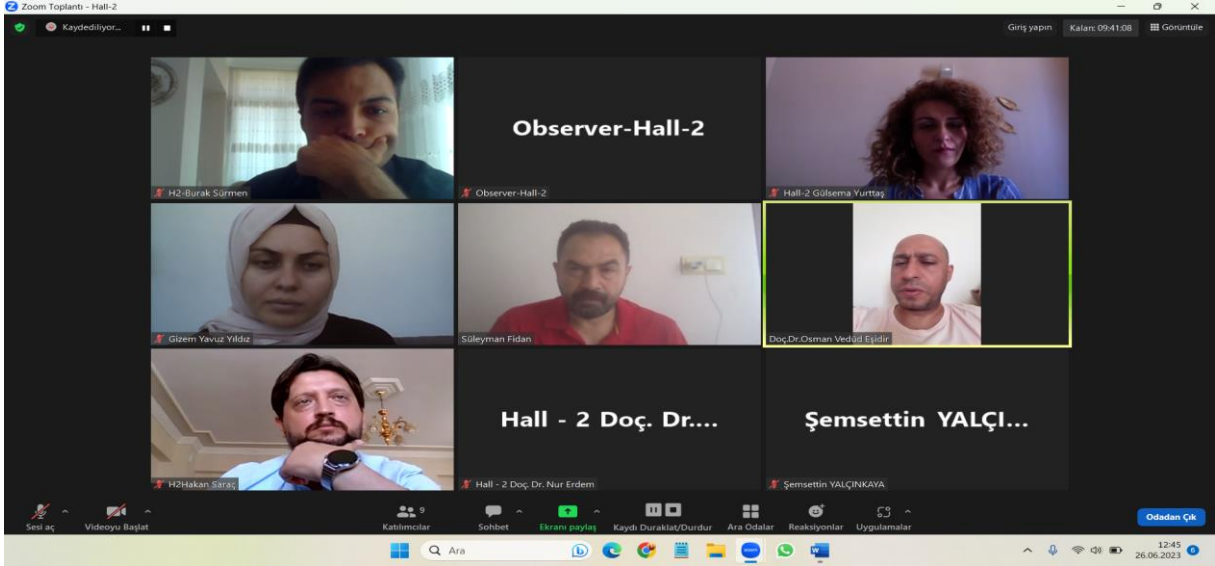 Zoom Toplantı - Hall-2
Kaydediliyor...
Giriş yapın
Kalan: 09:41:08
Görüntüle
H2-Burak Sürmen
Observer-Hall-2
Observer-Hall-2
Hall-2 Gülsema Yurttaş
Gizem Yavuz Yıldız
Süleyman Fidan
Doç.Dr.Osman Vedüd Eşidir
H2Hakan Saraç
Hall - 2 Doç. Dr....
Hall - 2 Doç. Dr. Nur Erdem
Şemsettin YALÇI...
Şemsettin YALÇINKAYA
Sesi aç
Videoyu Başlat
9
Katılımcılar
Sohbet
Ekranı paylaş
Kaydı Duraklat/Durdur
Ara Odalar
Reaksiyonlar
Uygulamalar
Odadan Çık
Ara
12:45
26.06.2023
6